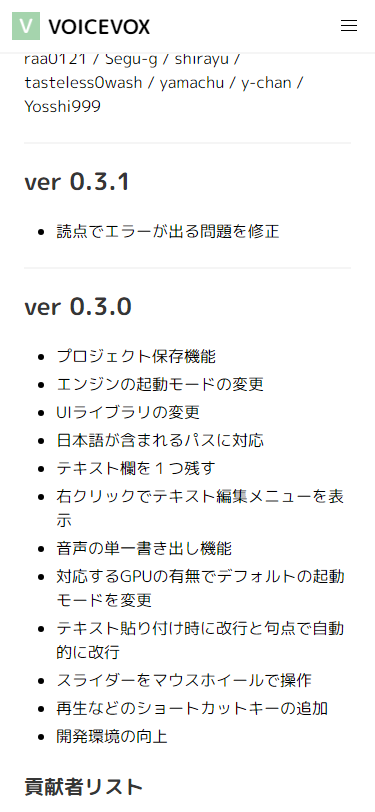 V VOICEVOX
raa0121 / Segu-g / shirayu /
tasteless0wash / yamachu / y-chan /
Yosshi999
ver 0.3.1
• 読点でエラーが出る問題を修正
ver 0.3.0
• プロジェクト保存機能
• エンジンの起動モードの変更
• UIライブラリの変更
• 日本語が含まれるパスに対応
• テキスト欄を１つ残す
• 右クリックでテキスト編集メニューを表
示
• 音声の単一書き出し機能
• 対応するGPUの有無でデフォルトの起動
モードを変更
• テキスト貼り付け時に改行と句点で自動
的に改行
• スライダーをマウスホイールで操作
• 再生などのショートカットキーの追加
• 開発環境の向上
貢献者リスト